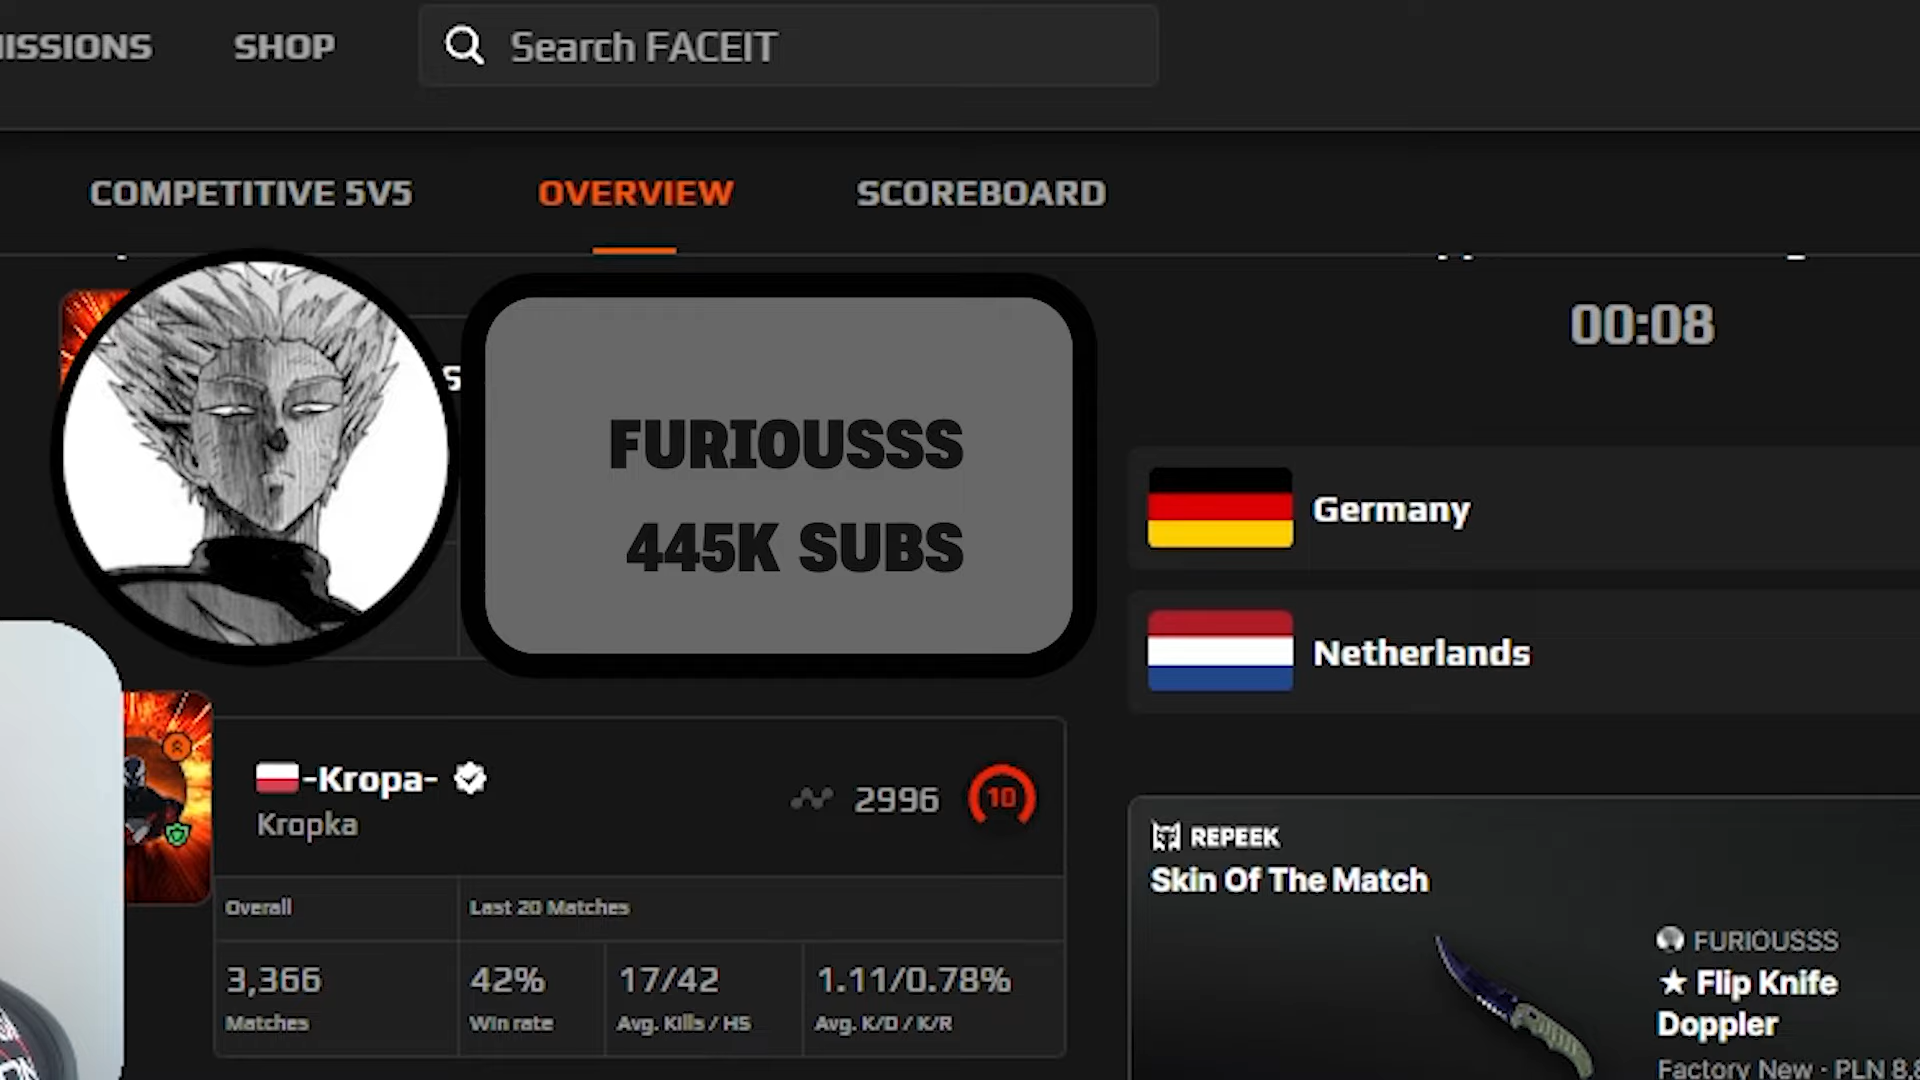 SHOP
Search FACEIT
COMPETITIVE 5V5
OVERVIEW
SCOREBOARD
00:08
FURIOUSSS
445K SUBS
Germany
Netherlands
-Kropa-
Kropka
2996
10
Overall
Last 20 Matches
3,366
Matches
42%
Win rate
17/42
Avg. Kills / HS
1.11/0.78%
Avg. K/D / K/R
REPEEK
Skin Of The Match
FURIOUSSS
★ Flip Knife
Doppler
Factory New · PLN